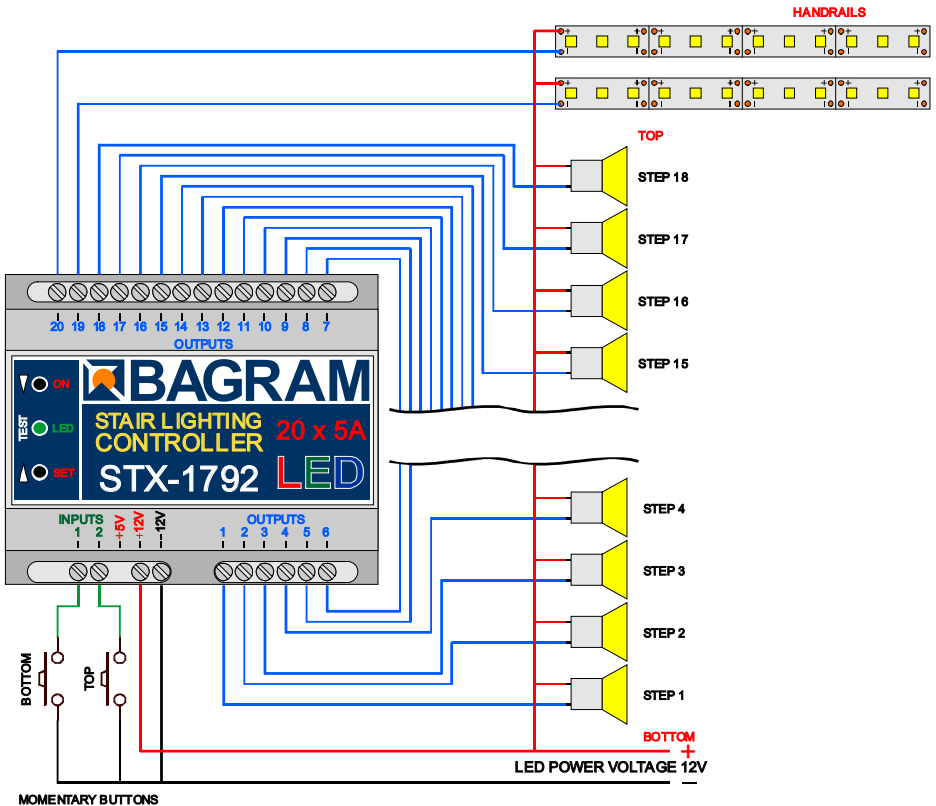 HANDRAILS
TOP
STEP 18
STEP 17
STEP 16
STEP 15
20 19 18 17 16 15 14 13 12 11 10 9 8 7
OUTPUTS
ON
TEST
LED
SET
BAGRAM
STAIR LIGHTING
CONTROLLER
20 x 5A
STX-1792
LED
INPUTS
1 2
+5V
+12V
-12V
OUTPUTS
1 2 3 4 5 6
STEP 4
STEP 3
STEP 2
STEP 1
BOTTOM
TOP
BOTTOM
+
LED POWER VOLTAGE 12V
–
MOMENTARY BUTTONS